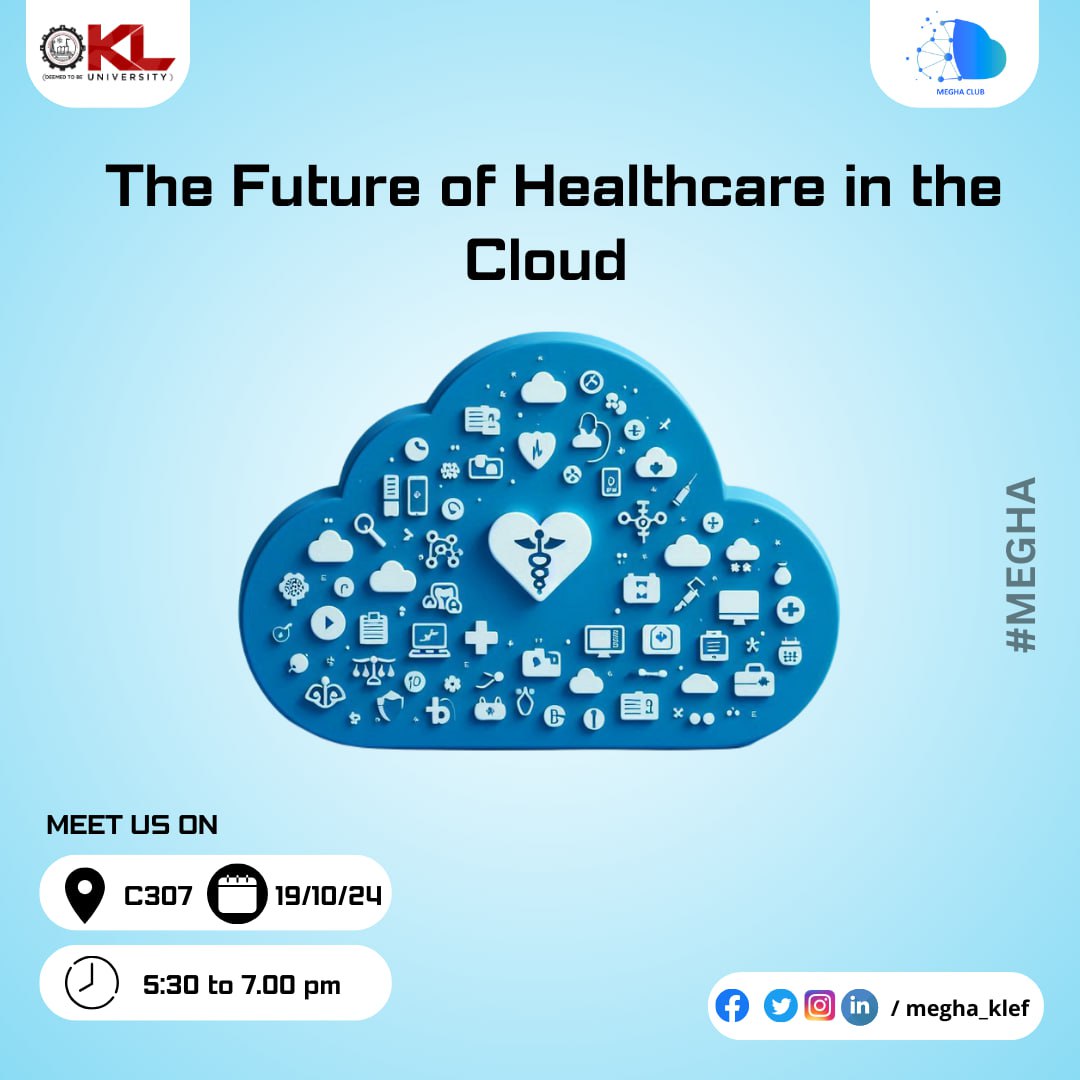 KL
(DEEMED TO BE UNIVERSITY)
MEGHA CLUB
The Future of Healthcare in the
Cloud
#MEGHA
MEET US ON
C307 19/10/24
5:30 to 7.00 pm
/ megha_klef